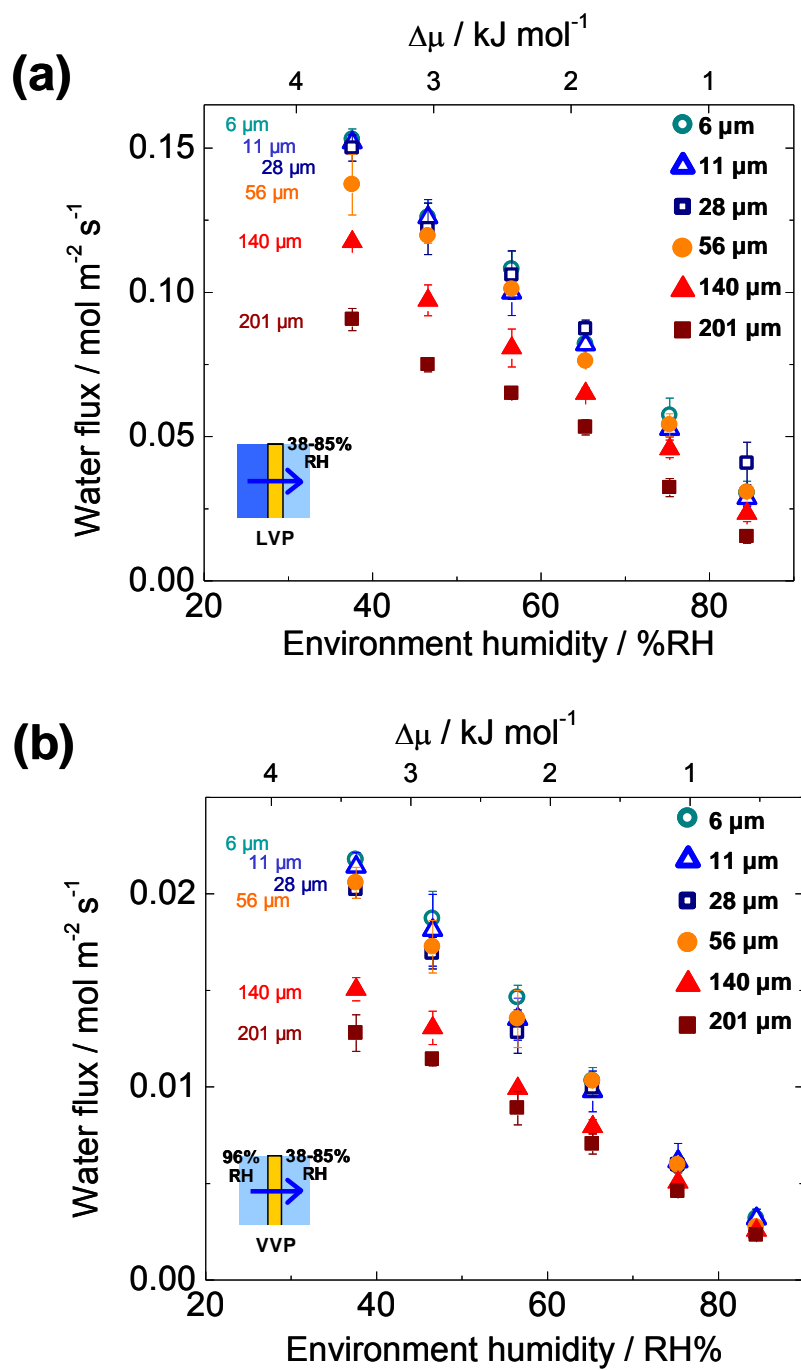 (a)
Δμ / kJ mol⁻¹
4 3 2 1
6 μm
11 μm
28 μm
56 μm
140 μm
201 μm
6 μm
11 μm
28 μm
56 μm
140 μm
201 μm
0.15
0.10
0.05
0.00
Water flux / mol m⁻² s⁻¹
38-85%
RH
LVP
20 40 60 80
Environment humidity / %RH
(b)
Δμ / kJ mol⁻¹
4 3 2 1
6 μm
11 μm
28 μm
56 μm
140 μm
201 μm
6 μm
11 μm
28 μm
56 μm
140 μm
201 μm
0.02
0.01
0.00
Water flux / mol m⁻² s⁻¹
96%
RH
38-85%
RH
VVP
20 40 60 80
Environment humidity / RH%